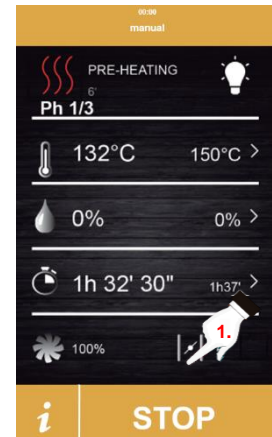 00:00
manual
PRE-HEATING
6'
Ph 1/3
132°C 150°C >
0% 0% >
1h 32' 30" 1h37' >
1.
100%
i STOP